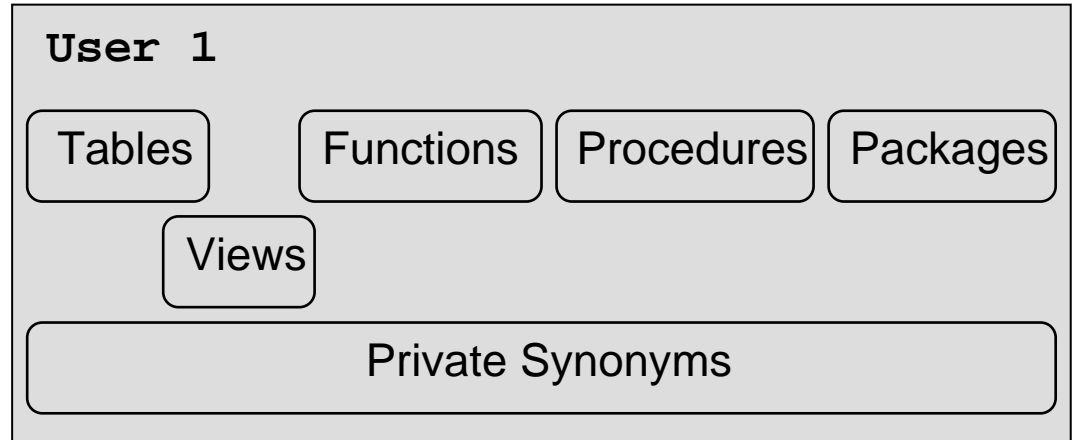 User 1
Tables Functions Procedures Packages
Views
Private Synonyms